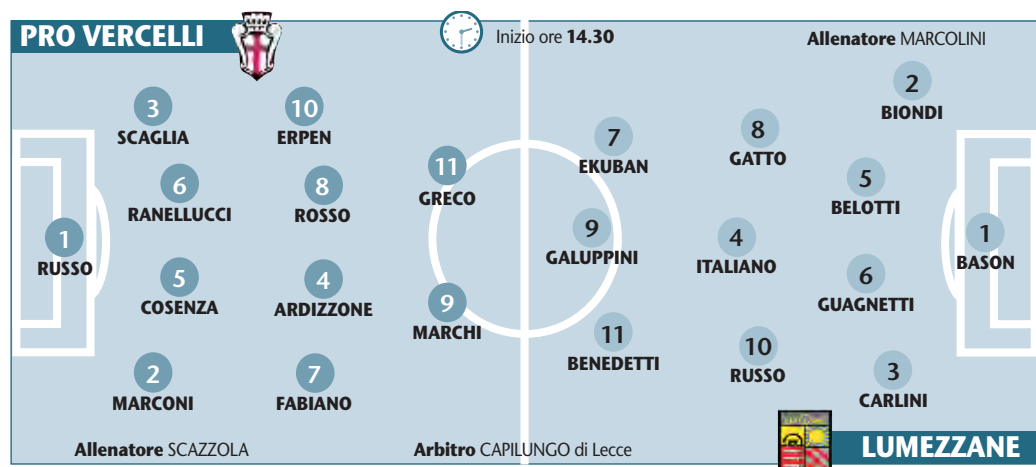 PRO VERCELLI
Inizio ore 14.30
Allenatore MARCOLINI
3
SCAGLIA
10
ERPEN
6
RANELLUCCI
8
ROSSO
11
GRECO
1
RUSSO
5
COSENZA
4
ARDIZZONE
9
MARCHI
2
MARCONI
7
FABIANO
7
EKUBAN
8
GATTO
2
BIONDI
5
BELOTTI
9
GALUPPINI
4
ITALIANO
1
BASON
6
GUAGNETTI
11
BENEDETTI
10
RUSSO
3
CARLINI
Allenatore SCAZZOLA
Arbitro CAPILUNGO di Lecce
LUMEZZANE